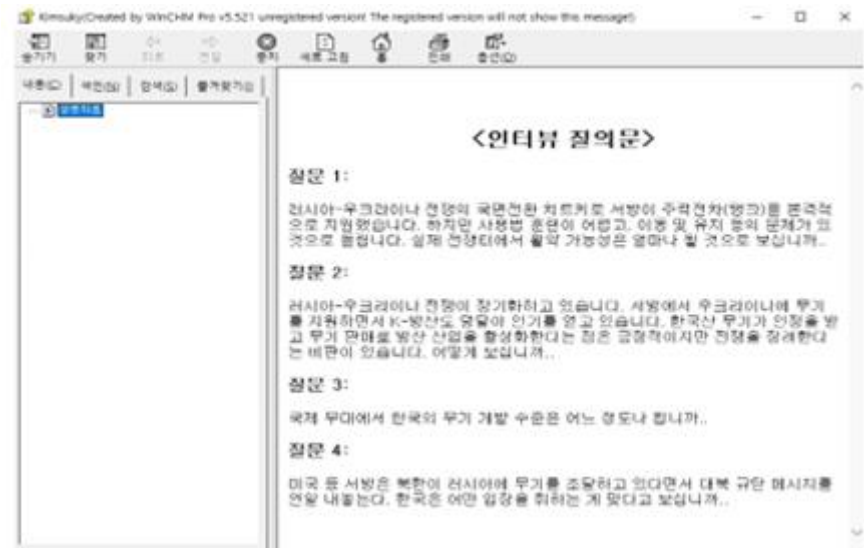 Kimsuky(Created by WinCHM Pro v5.521 unregistered version! The registered version will not show this message!)
숨기기 찾기 뒤로 전달 중지 새로 고침 홈 인쇄 옵션(O)
내용(C) 색인(N) 검색(S) 즐겨찾기(I)
<인터뷰 질의문>
질문 1:
러시아-우크라이나 전쟁의 국면전환 치트키로 서방이 주력전차(탱크)를 본격적
으로 지원했습니다. 하지만 사용법 훈련이 어렵고, 이동 및 유지 등의 문제가 있
것으로 들립니다. 실제 전쟁터에서 활약 가능성은 얼마나 될 것으로 보십니까..
질문 2:
러시아-우크라이나 전쟁이 장기화하고 있습니다. 서방에서 우크라이나에 무기
를 지원하면서 K-방산도 덩달아 인기를 얻고 있습니다. 한국산 무기가 인정을 받
고 무기 판매로 방산 산업을 활성화한다는 점은 긍정적이지만 전쟁을 장려한다
는 비판이 있습니다. 어떻게 보십니까..
질문 3:
국제 무대에서 한국의 무기 개발 수준은 어느 정도나 됩니까..
질문 4:
미국 등 서방은 북한이 러시아에 무기를 조달하고 있다면서 대북 규탄 메시지를
연일 내놓는다. 한국은 어떤 입장을 취하는 게 맞다고 보십니까..